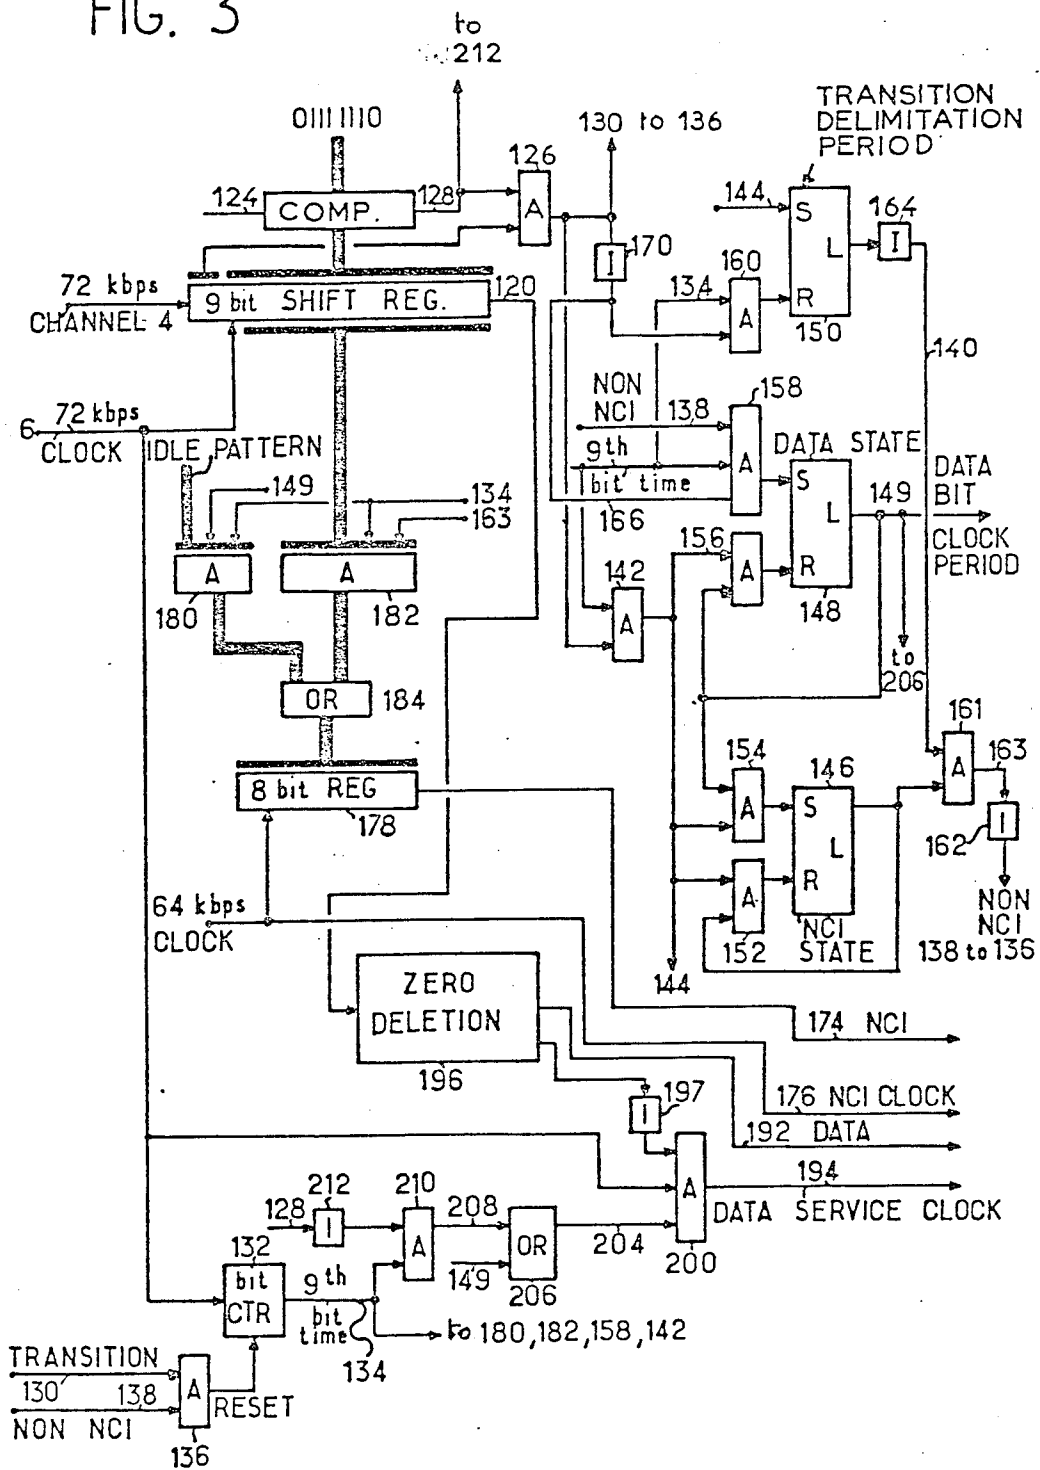 FIG. 3
to
212
01111110
130 to 136
TRANSITION
DELIMITATION
PERIOD
126
124
COMP.
128
A
144
S
164
I
L
170
I
160
134
A
R
150
72 kbps
CHANNEL 4
9 bit SHIFT REG.
120
140
NON
NCI
138
158
6
72 kbps
CLOCK
IDLE PATTERN
9th
bit time
A
DATA STATE
S
DATA
BIT
149
CLOCK
PERIOD
149
134
163
166
L
156
A
R
148
A
180
A
182
142
A
to
206
OR
184
161
A
163
154
A
146
S
L
R
8 bit REG
178
I
162
A
152
NCI
STATE
NON
NCI
138 to 136
64 kbps
CLOCK
144
ZERO
DELETION
196
174 NCI
197
I
176 NCI CLOCK
192 DATA
A
194
DATA SERVICE CLOCK
200
212
128
I
210
A
208
149
OR
206
204
132
bit
CTR
9th
bit
time
134
to 180,182,158,142
TRANSITION
130
138
NON NCI
A
136
RESET